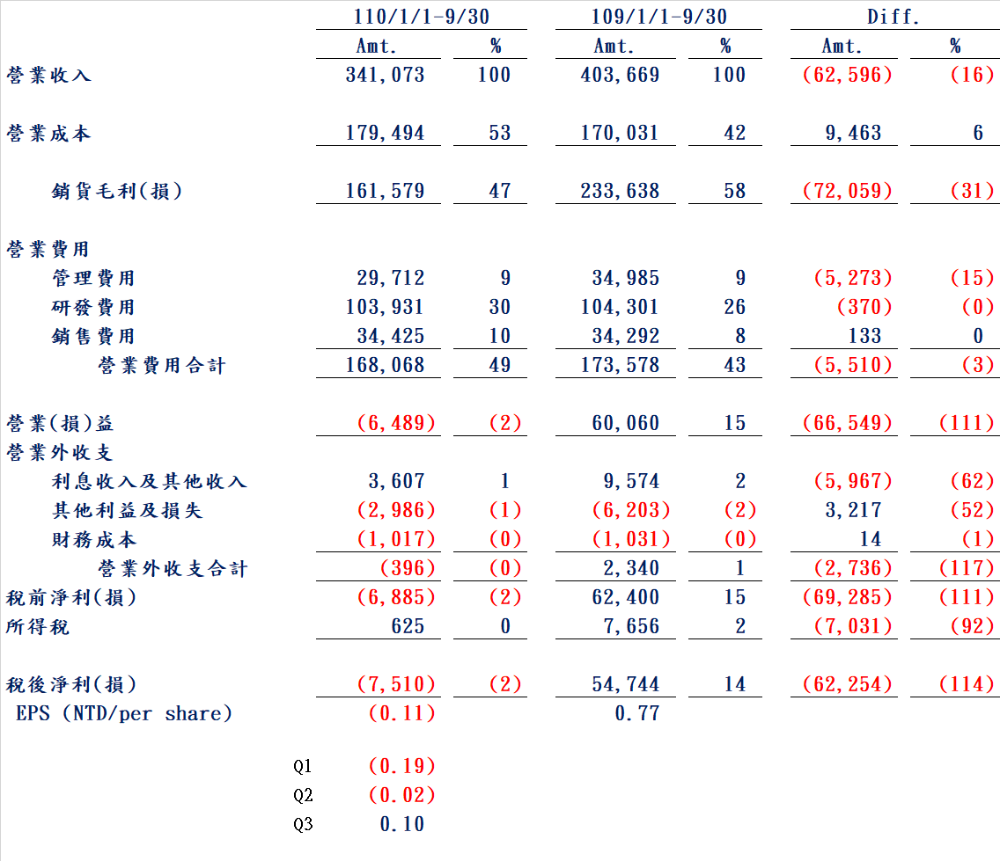 110/1/1-9/30 109/1/1-9/30 Diff.
Amt. % Amt. % Amt. %
營業收入 341,073 100 403,669 100 (62,596) (16)
營業成本 179,494 53 170,031 42 9,463 6
銷貨毛利(損) 161,579 47 233,638 58 (72,059) (31)
營業費用
管理費用 29,712 9 34,985 9 (5,273) (15)
研發費用 103,931 30 104,301 26 (370) (0)
銷售費用 34,425 10 34,292 8 133 0
營業費用合計 168,068 49 173,578 43 (5,510) (3)
營業(損)益 (6,489) (2) 60,060 15 (66,549) (111)
營業外收支
利息收入及其他收入 3,607 1 9,574 2 (5,967) (62)
其他利益及損失 (2,986) (1) (6,203) (2) 3,217 (52)
財務成本 (1,017) (0) (1,031) (0) 14 (1)
營業外收支合計 (396) (0) 2,340 1 (2,736) (117)
稅前淨利(損) (6,885) (2) 62,400 15 (69,285) (111)
所得稅 625 0 7,656 2 (7,031) (92)
稅後淨利(損) (7,510) (2) 54,744 14 (62,254) (114)
EPS (NTD/per share) (0.11) 0.77
Q1 (0.19)
Q2 (0.02)
Q3 0.10